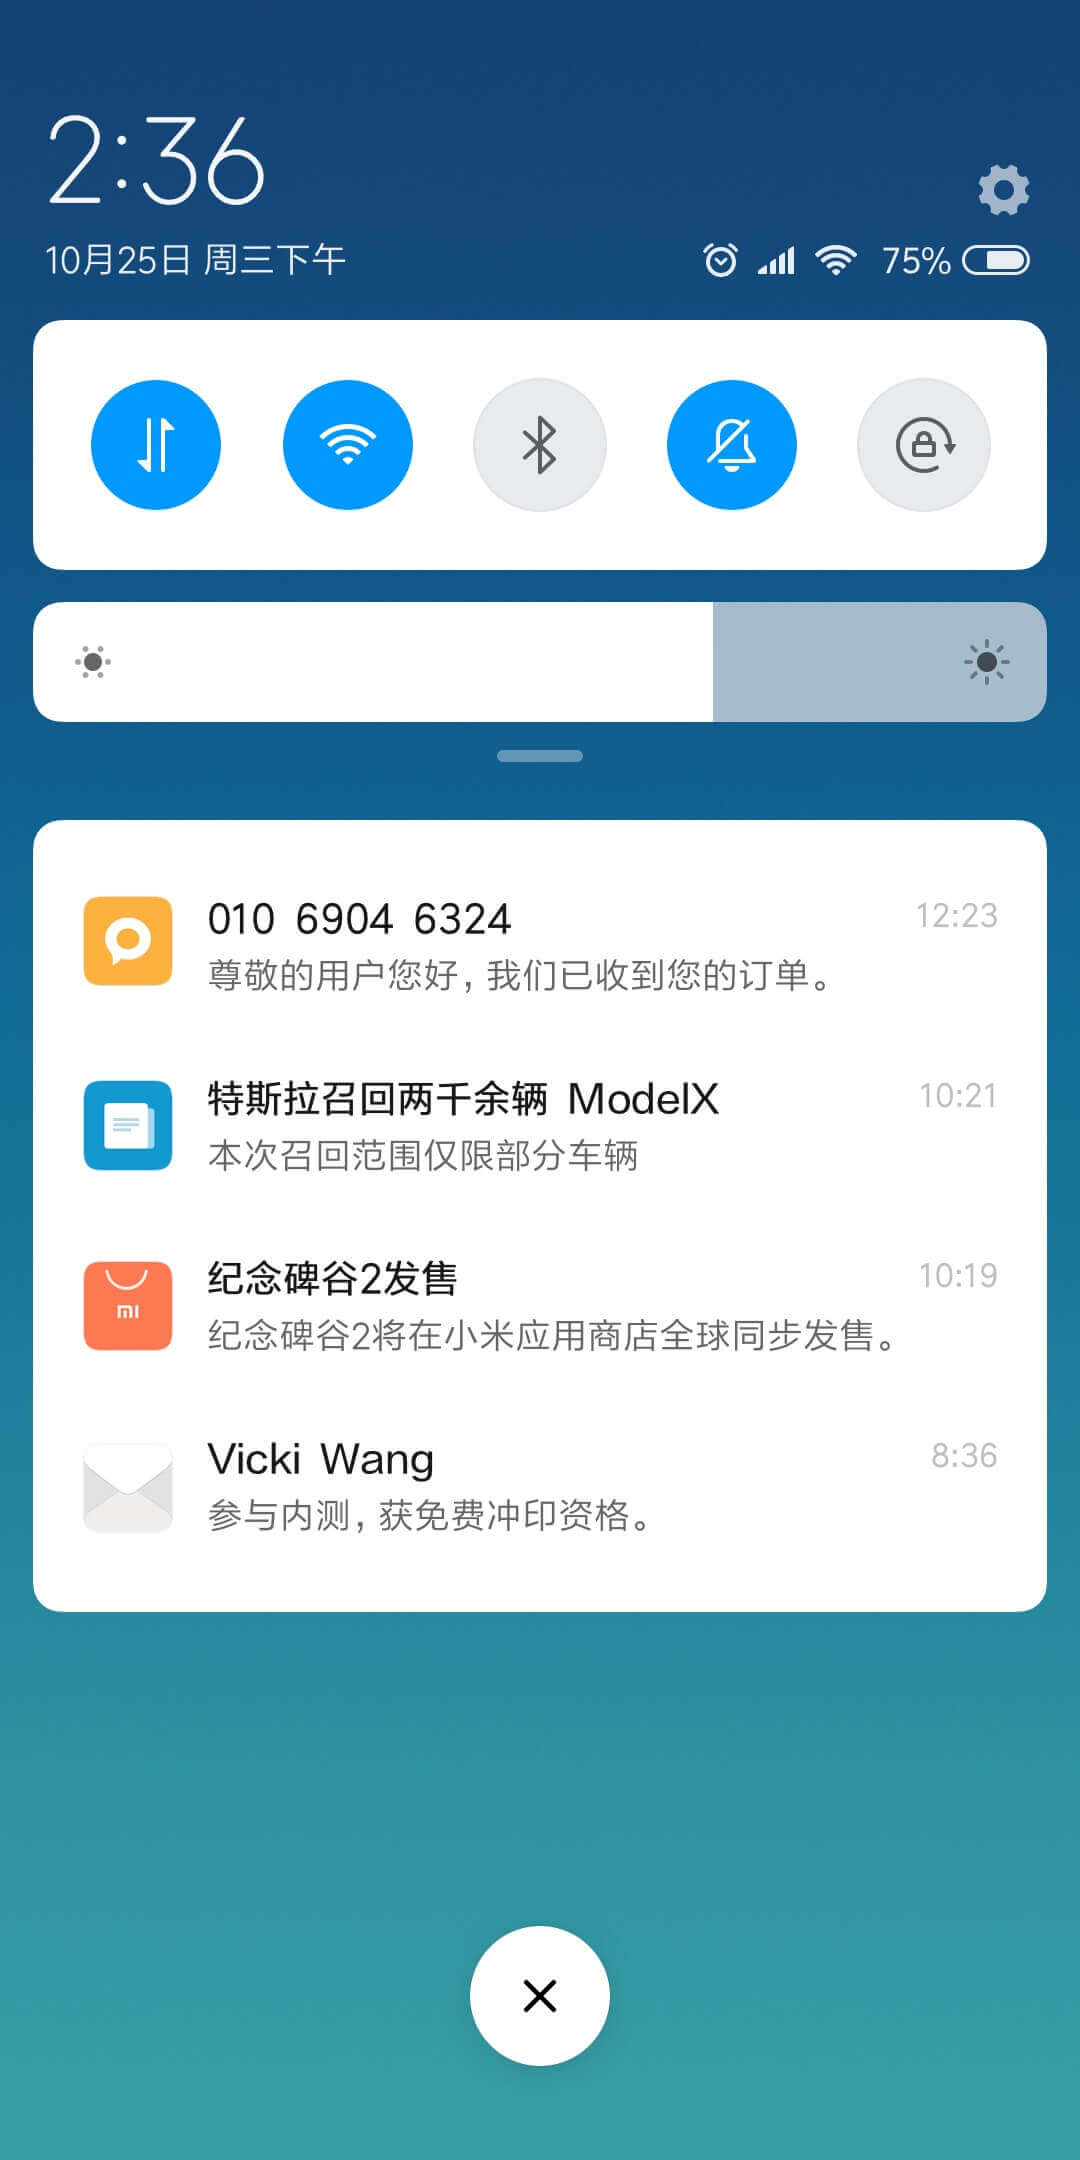 2:36
10月25日 周三下午
75%
010 6904 6324
12:23
尊敬的用户您好，我们已收到您的订单。
特斯拉召回两千余辆 ModelX
10:21
本次召回范围仅限部分车辆
纪念碑谷2发售
10:19
纪念碑谷2将在小米应用商店全球同步发售。
mi
Vicki Wang
8:36
参与内测，获免费冲印资格。